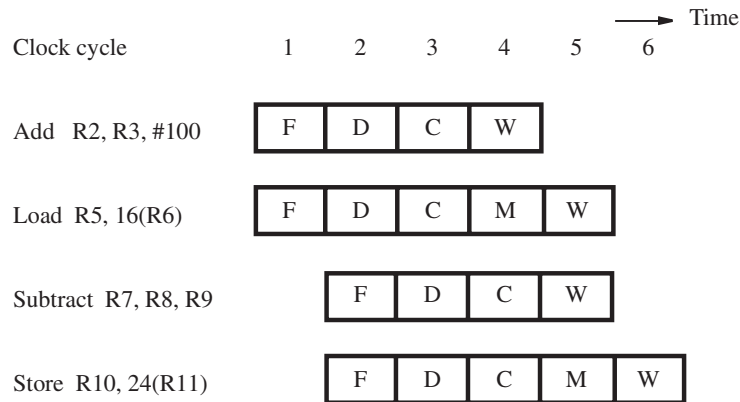 Time
Clock cycle 1 2 3 4 5 6
Add R2, R3, #100 F D C W
Load R5, 16(R6) F D C M W
Subtract R7, R8, R9 F D C W
Store R10, 24(R11) F D C M W